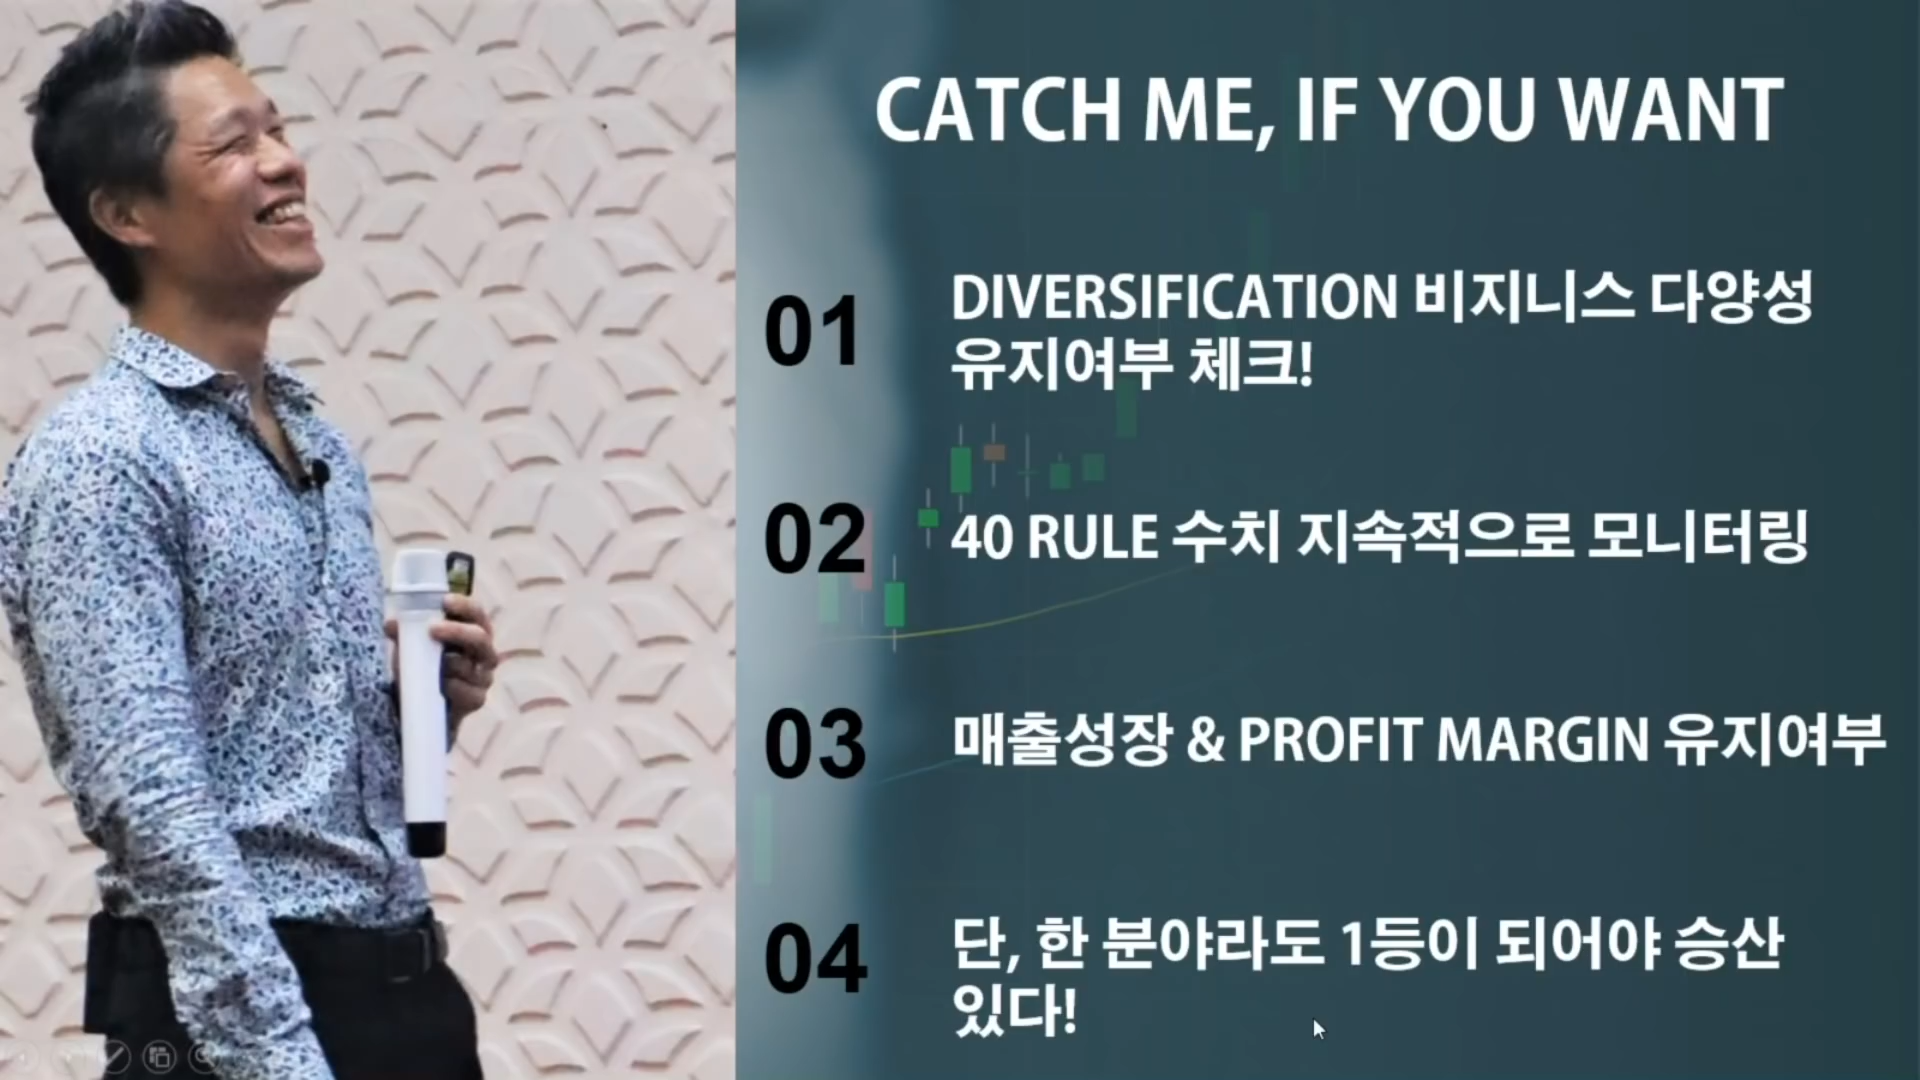 CATCH ME, IF YOU WANT
01
DIVERSIFICATION 비지니스 다양성
유지여부 체크!
02
40 RULE 수치 지속적으로 모니터링
03
매출성장 & PROFIT MARGIN 유지여부
04
단, 한 분야라도 1등이 되어야 승산
있다!